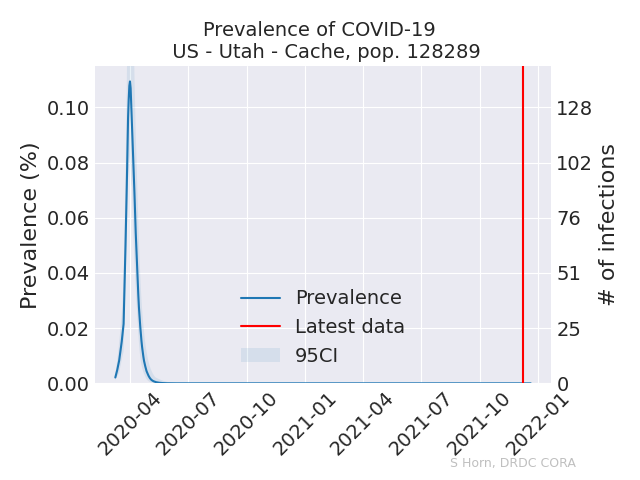 Prevalence of COVID-19
US - Utah - Cache, pop. 128289
Prevalence (%)
0.10
0.08
0.06
0.04
0.02
0.00
128
102
76
51
25
0
# of infections
Prevalence
Latest data
95CI
2020-04
2020-07
2020-10
2021-01
2021-04
2021-07
2021-10
2022-01
S Horn, DRDC CORA